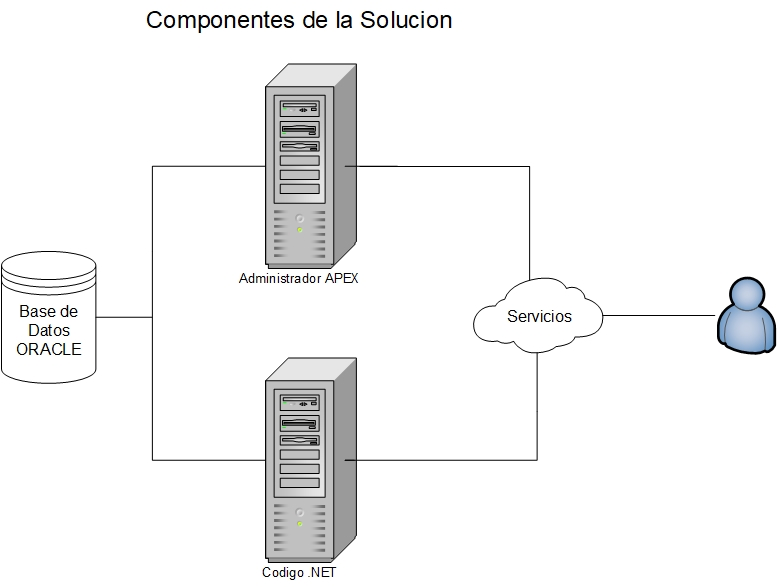 Componentes de la Solucion
Administrador APEX
Base de
Datos
ORACLE
Servicios
Codigo .NET